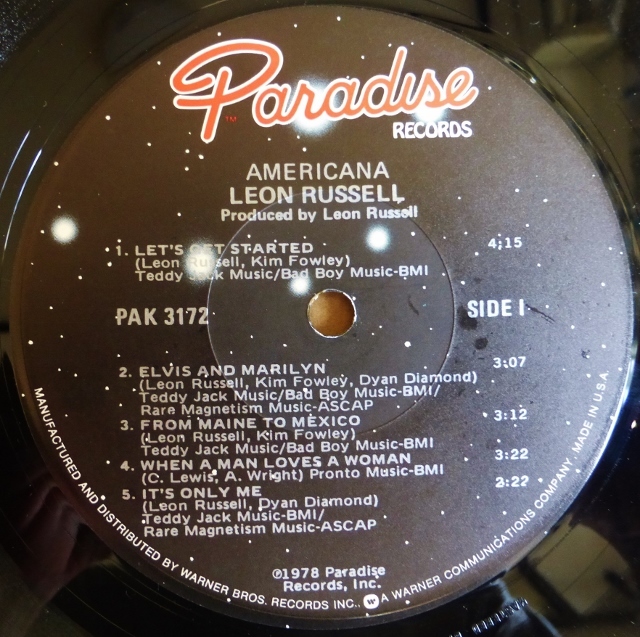 Paradise
TM
RECORDS
AMERICANA
LEON RUSSELL
Produced by Leon Russell
1. LET'S GET STARTED 4:15
(Leon Russell, Kim Fowley)
Teddy Jack Music/Bad Boy Music-BMI
PAK 3172 SIDE 1
2. ELVIS AND MARILYN 3:07
(Leon Russell, Kim Fowley, Dyan Diamond)
Teddy Jack Music/Bad Boy Music-BMI/
Rare Magnetism Music-ASCAP
3. FROM MAINE TO MEXICO 3:12
(Leon Russell, Kim Fowley)
Teddy Jack Music/Bad Boy Music-BMI
4. WHEN A MAN LOVES A WOMAN 3:22
(C. Lewis, A. Wright) Pronto Music-BMI
5. IT'S ONLY ME 2:22
(Leon Russell, Dyan Diamond)
Teddy Jack Music-BMI/
Rare Magnetism Music-ASCAP
℗1978 Paradise
Records, Inc.
MANUFACTURED AND DISTRIBUTED BY WARNER BROS. RECORDS INC., A WARNER COMMUNICATIONS COMPANY. MADE IN U.S.A.